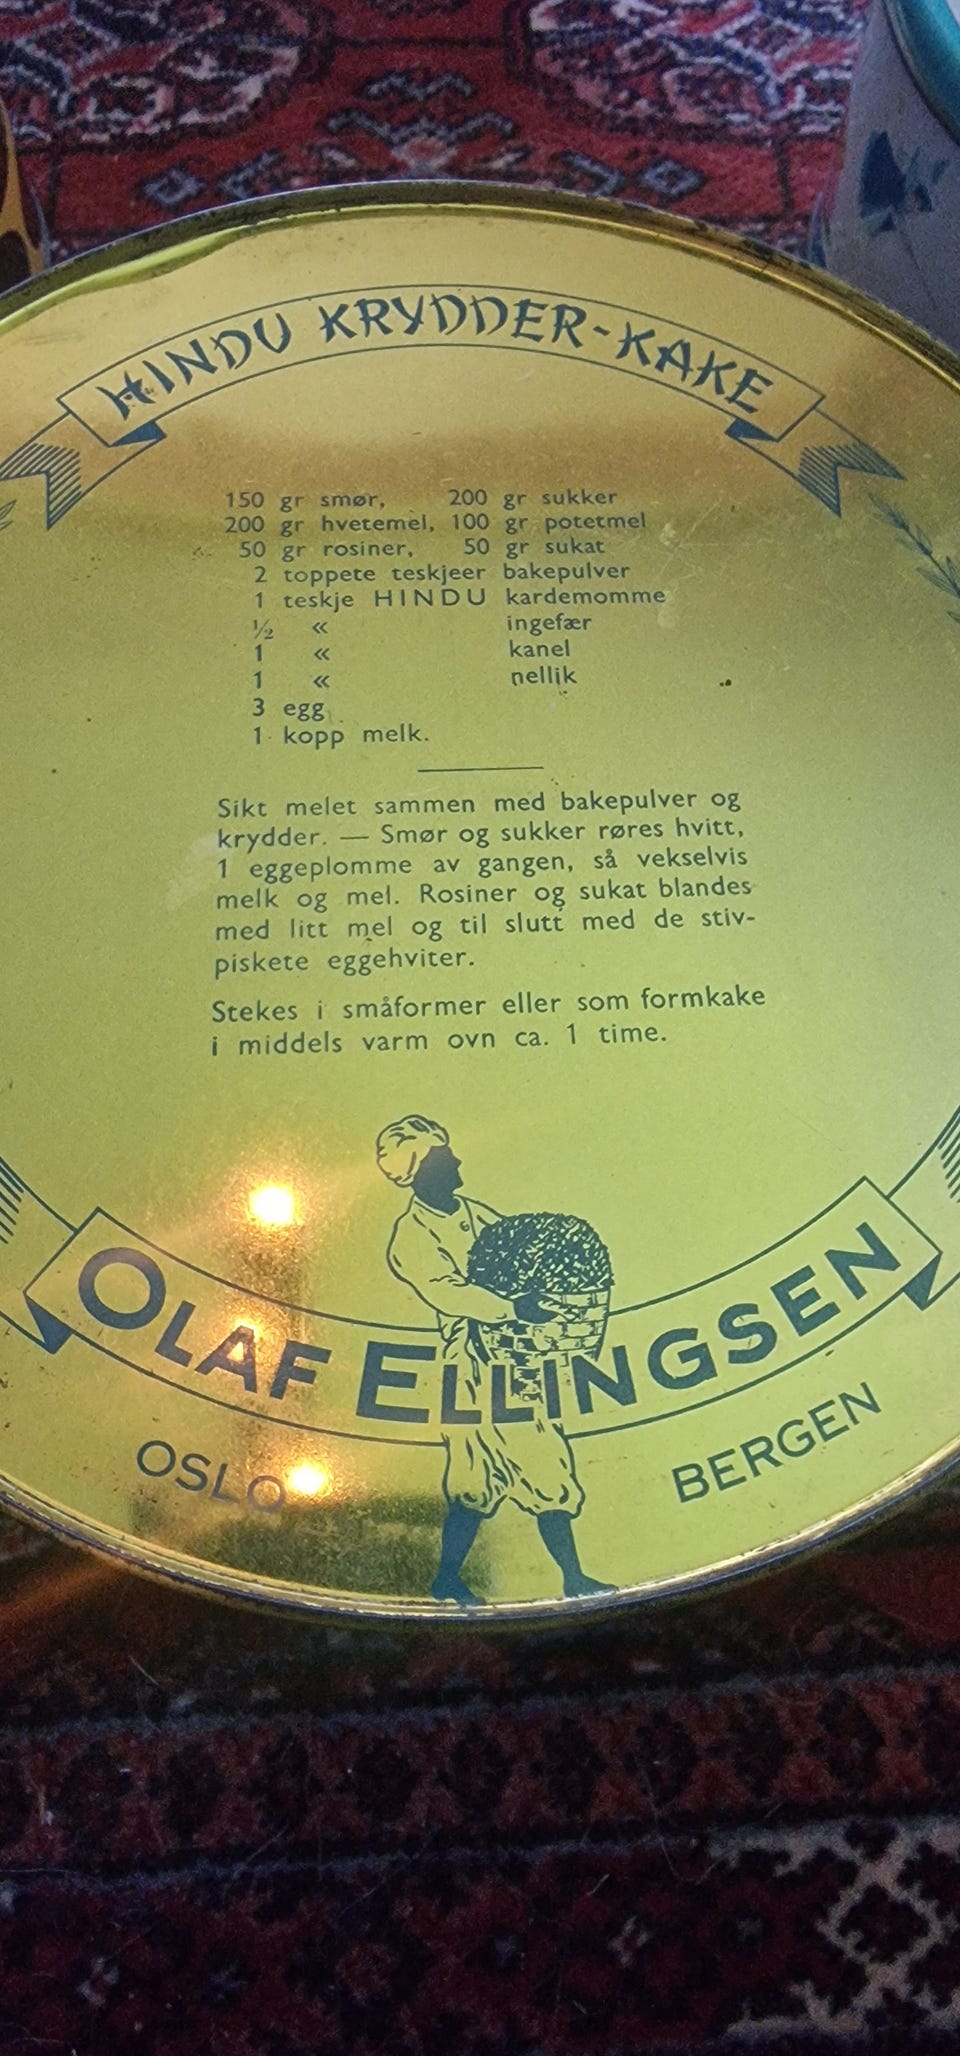 HINDU KRYDDER-KAKE
150 gr smør, 200 gr sukker
200 gr hvetemel, 100 gr potetmel
50 gr rosiner, 50 gr sukat
2 toppete teskjeer bakepulver
1 teskje HINDU kardemomme
½ « ingefær
1 « kanel
1 « nellik
3 egg
1 kopp melk.
Sikt melet sammen med bakepulver og
krydder. — Smør og sukker røres hvitt,
1 eggeplomme av gangen, så vekselvis
melk og mel. Rosiner og sukat blandes
med litt mel og til slutt med de stiv-
piskete eggehviter.
Stekes i småformer eller som formkake
i middels varm ovn ca. 1 time.
OLAF ELLINGSEN
OSLO BERGEN